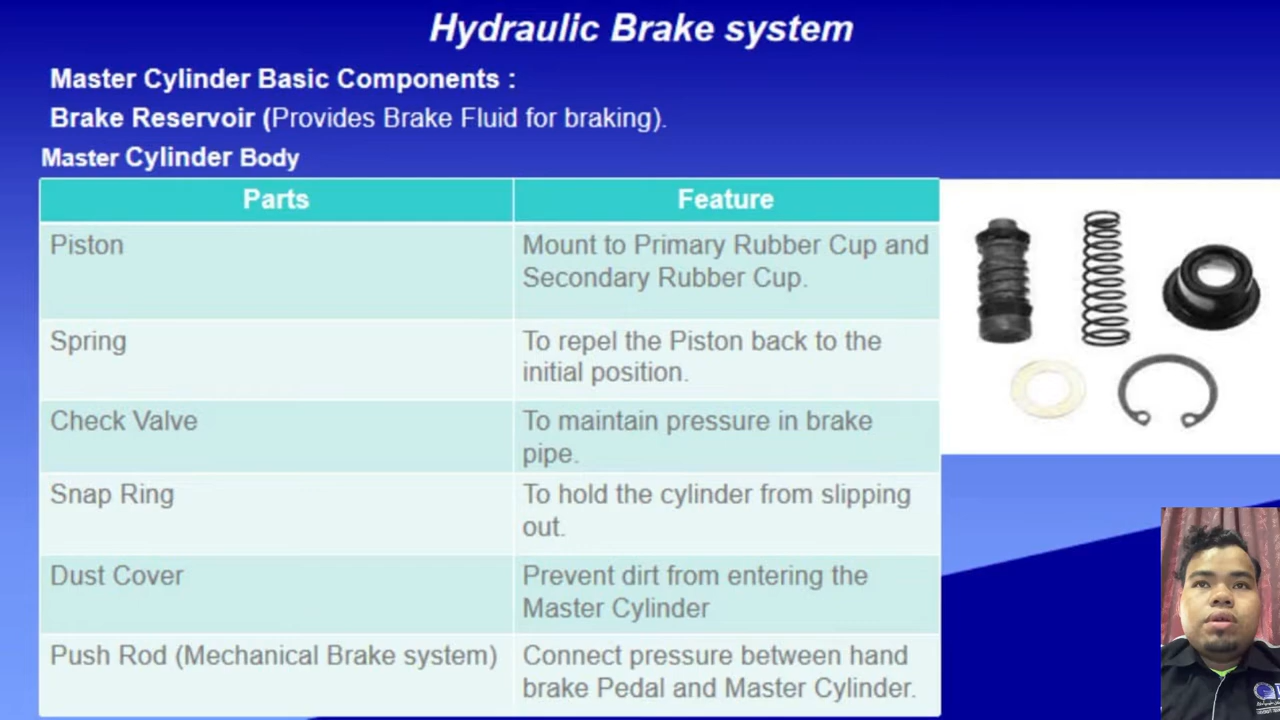 Hydraulic Brake system
Master Cylinder Basic Components :
Brake Reservoir (Provides Brake Fluid for braking).
Master Cylinder Body
Parts
Feature
Piston
Mount to Primary Rubber Cup and
Secondary Rubber Cup.
Spring
To repel the Piston back to the
initial position.
Check Valve
To maintain pressure in brake
pipe.
Snap Ring
To hold the cylinder from slipping
out.
Dust Cover
Prevent dirt from entering the
Master Cylinder
Push Rod (Mechanical Brake system)
Connect pressure between hand
brake Pedal and Master Cylinder.